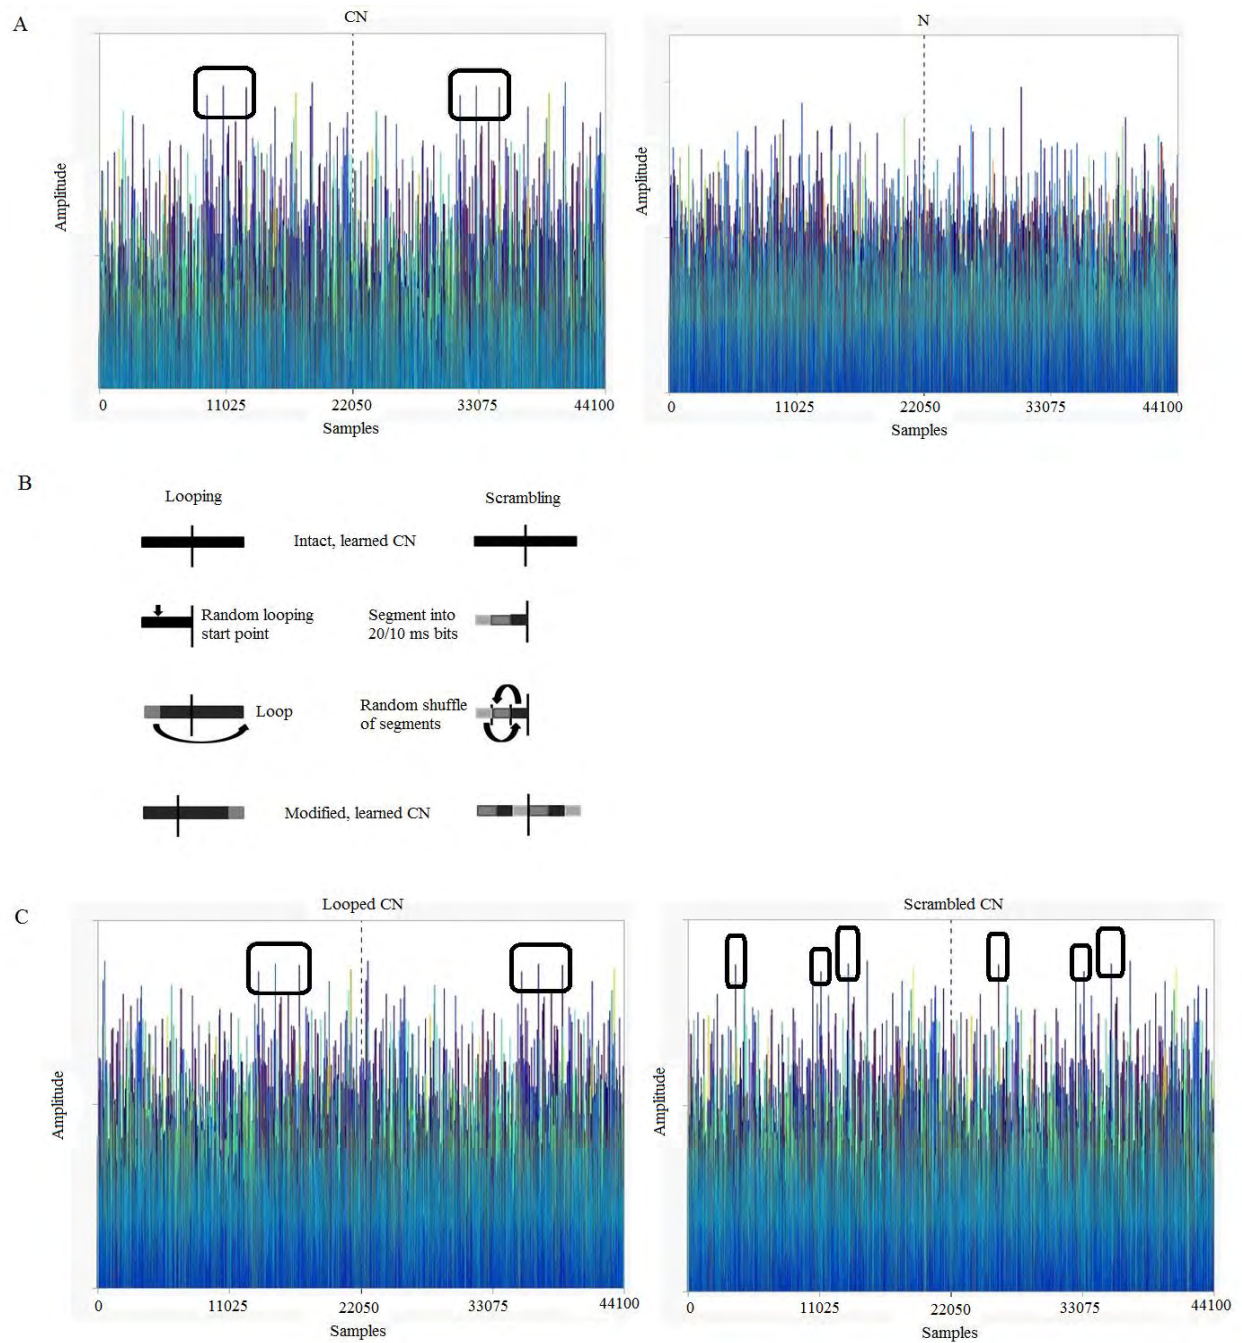 A
CN
N
Amplitude
Amplitude
0 11025 22050 33075 44100
Samples
0 11025 22050 33075 44100
Samples
B
Looping
Scrambling
Intact, learned CN
Random looping
start point
Segment into
20/10 ms bits
Loop
Random shuffle
of segments
Modified, learned CN
C
Looped CN
Scrambled CN
Amplitude
Amplitude
0 11025 22050 33075 44100
Samples
0 11025 22050 33075 44100
Samples